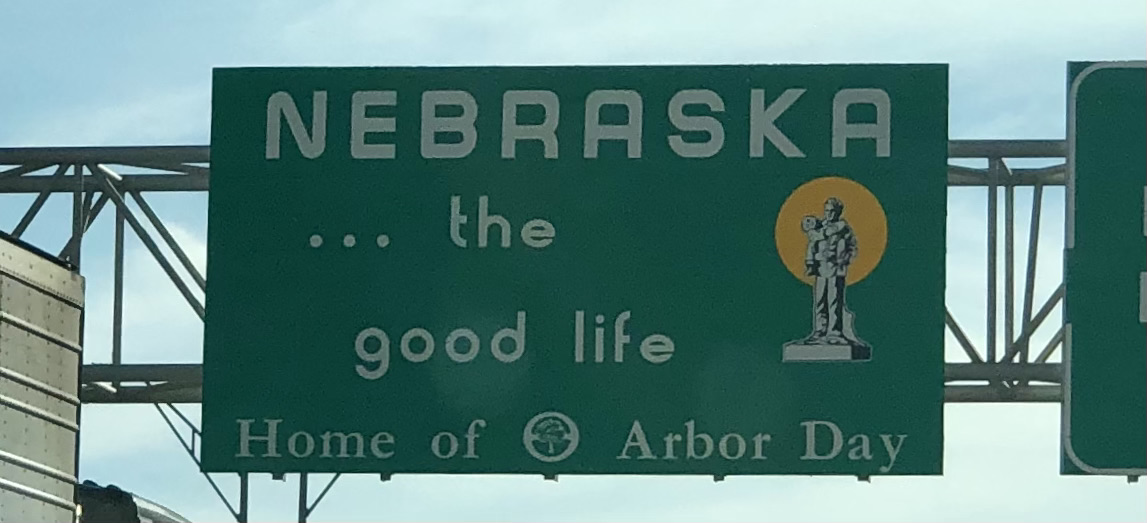 NEBRASKA
... the
good life
Home of Arbor Day